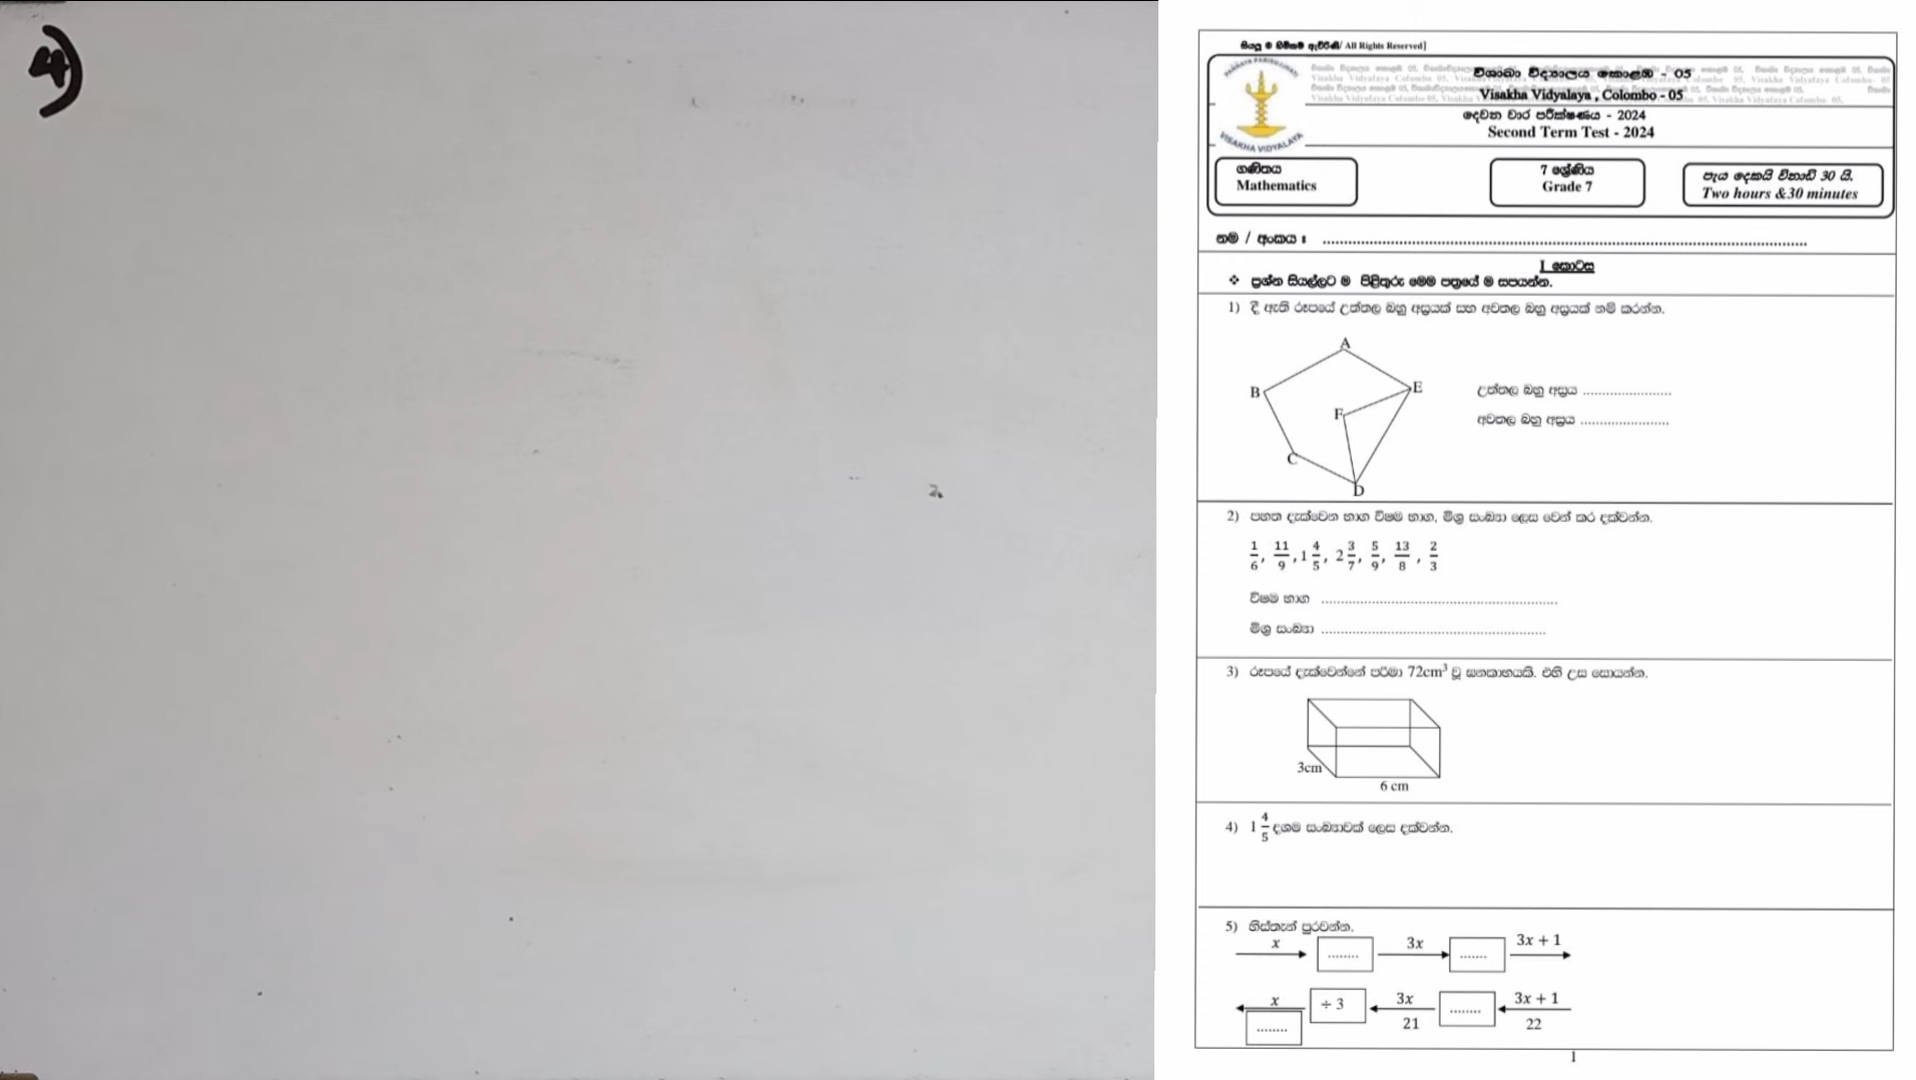 4)
සියලු ම හිමිකම් ඇවිරිණි/ All Rights Reserved]
විශාඛා විද්‍යාලය කොළඹ - 05
Visakha Vidyalaya , Colombo - 05
දෙවන වාර පරීක්ෂණය - 2024
Second Term Test - 2024
VISAKHA VIDYALAYA
ගණිතය
Mathematics
7 ශ්‍රේණිය
Grade 7
පැය දෙකයි විනාඩි 30 යි.
Two hours &30 minutes
නම / අංකය : ........................................
I කොටස
❖ ප්‍රශ්න සියල්ලට ම පිළිතුරු මෙම පත්‍රයේ ම සපයන්න.
1) දී ඇති රූපයේ උත්තල බහු අස්‍රයක් සහ අවතල බහු අස්‍රයක් නම් කරන්න.
A
B
E
F
C
D
උත්තල බහු අස්‍රය ........................
අවතල බහු අස්‍රය ........................
2) පහත දැක්වෙන භාග විෂම භාග, මිශ්‍ර සංඛ්‍යා ලෙස වෙන් කර දක්වන්න.
1/6, 11/9, 1 4/5, 2 3/7, 5/9, 13/8, 2/3
විෂම භාග ........................................
මිශ්‍ර සංඛ්‍යා ........................................
3) රූපයේ දැක්වෙන්නේ පරිමා 72cm³ වූ ඝනකාභයකි. එහි උස සොයන්න.
3cm
6 cm
4) 1 4/5 දශම සංඛ්‍යාවක් ලෙස දක්වන්න.
5) හිස්තැන් පුරවන්න.
x ........ 3x ....... 3x + 1
x ÷ 3 3x ........ 3x + 1
........ 21 22
1